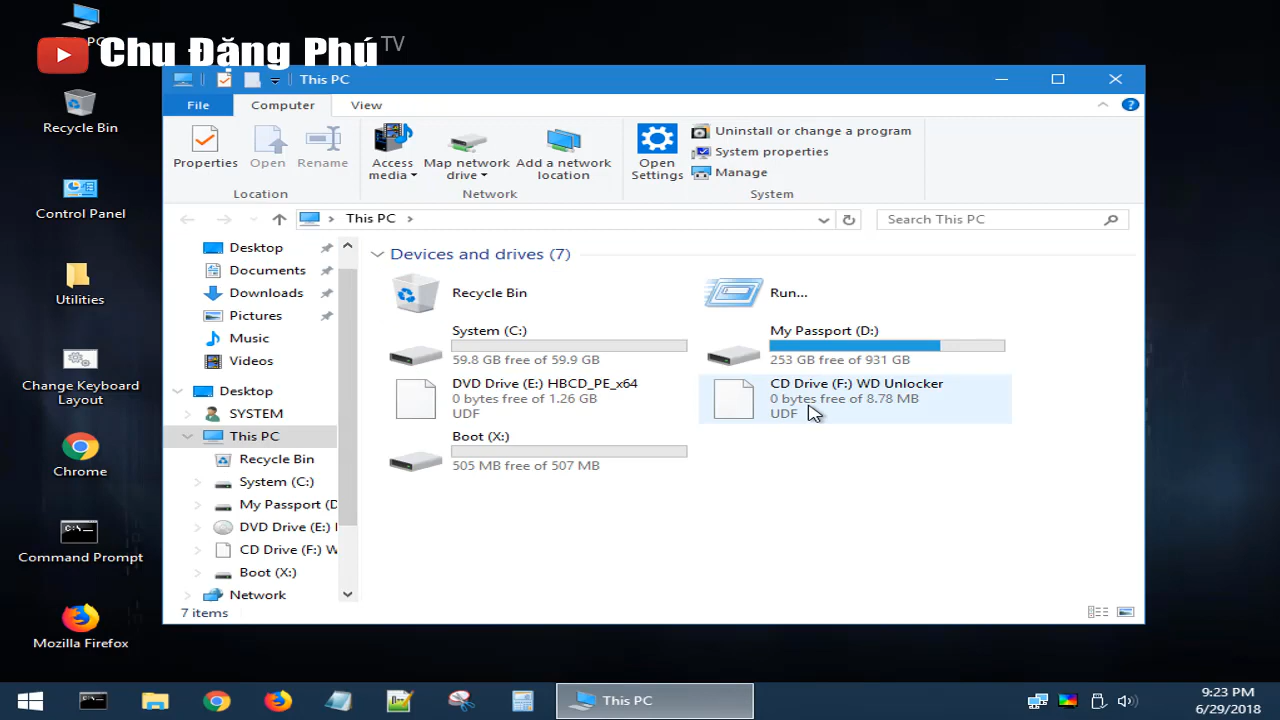 Chu Đăng Phú TV
This PC
File
Computer
View
Properties
Open
Rename
Access media
Map network drive
Add a network location
Open Settings
Uninstall or change a program
System properties
Manage
Location
Network
System
This PC
Search This PC
Desktop
Documents
Downloads
Pictures
Music
Videos
Desktop
SYSTEM
This PC
Recycle Bin
System (C:)
My Passport (D
DVD Drive (E:) H
CD Drive (F:) W
Boot (X:)
Network
Devices and drives (7)
Recycle Bin
Run...
System (C:)
59.8 GB free of 59.9 GB
My Passport (D:)
253 GB free of 931 GB
DVD Drive (E:) HBCD_PE_x64
0 bytes free of 1.26 GB
UDF
CD Drive (F:) WD Unlocker
0 bytes free of 8.78 MB
UDF
Boot (X:)
505 MB free of 507 MB
7 items
Recycle Bin
Control Panel
Utilities
Change Keyboard
Layout
Chrome
Command Prompt
Mozilla Firefox
This PC
9:23 PM
6/29/2018